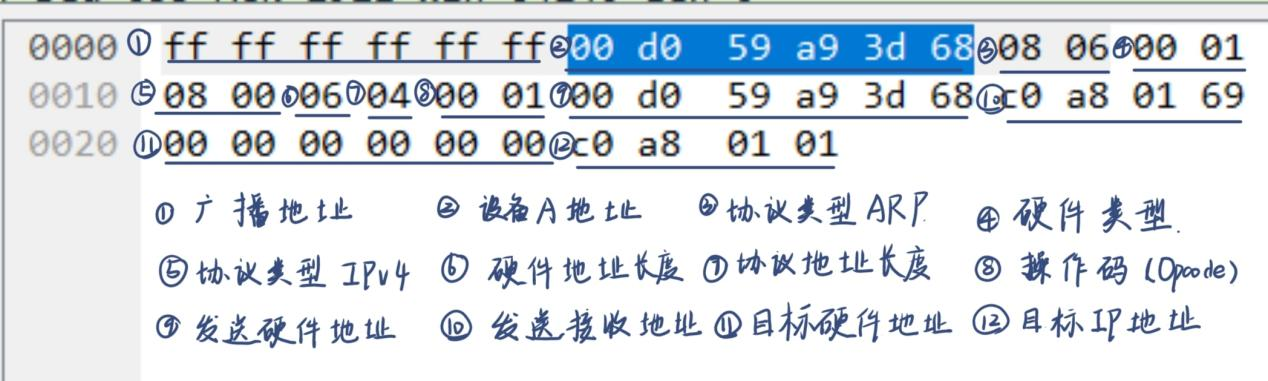 0000 ① ff ff ff ff ff ff ② 00 d0 59 a9 3d 68 ③ 08 06 ④ 00 01
0010 ⑤ 08 00 ⑥ 06 ⑦ 04 ⑧ 00 01 ⑨ 00 d0 59 a9 3d 68 ⑩ c0 a8 01 69
0020 ⑪ 00 00 00 00 00 00 ⑫ c0 a8 01 01
① 广播地址 ② 设备A地址 ③ 协议类型ARP. ④ 硬件类型.
⑤ 协议类型 IPv4 ⑥ 硬件地址长度 ⑦ 协议地址长度 ⑧ 操作码 (Opcode)
⑨ 发送硬件地址 ⑩ 发送接收地址 ⑪ 目标硬件地址 ⑫ 目标IP地址